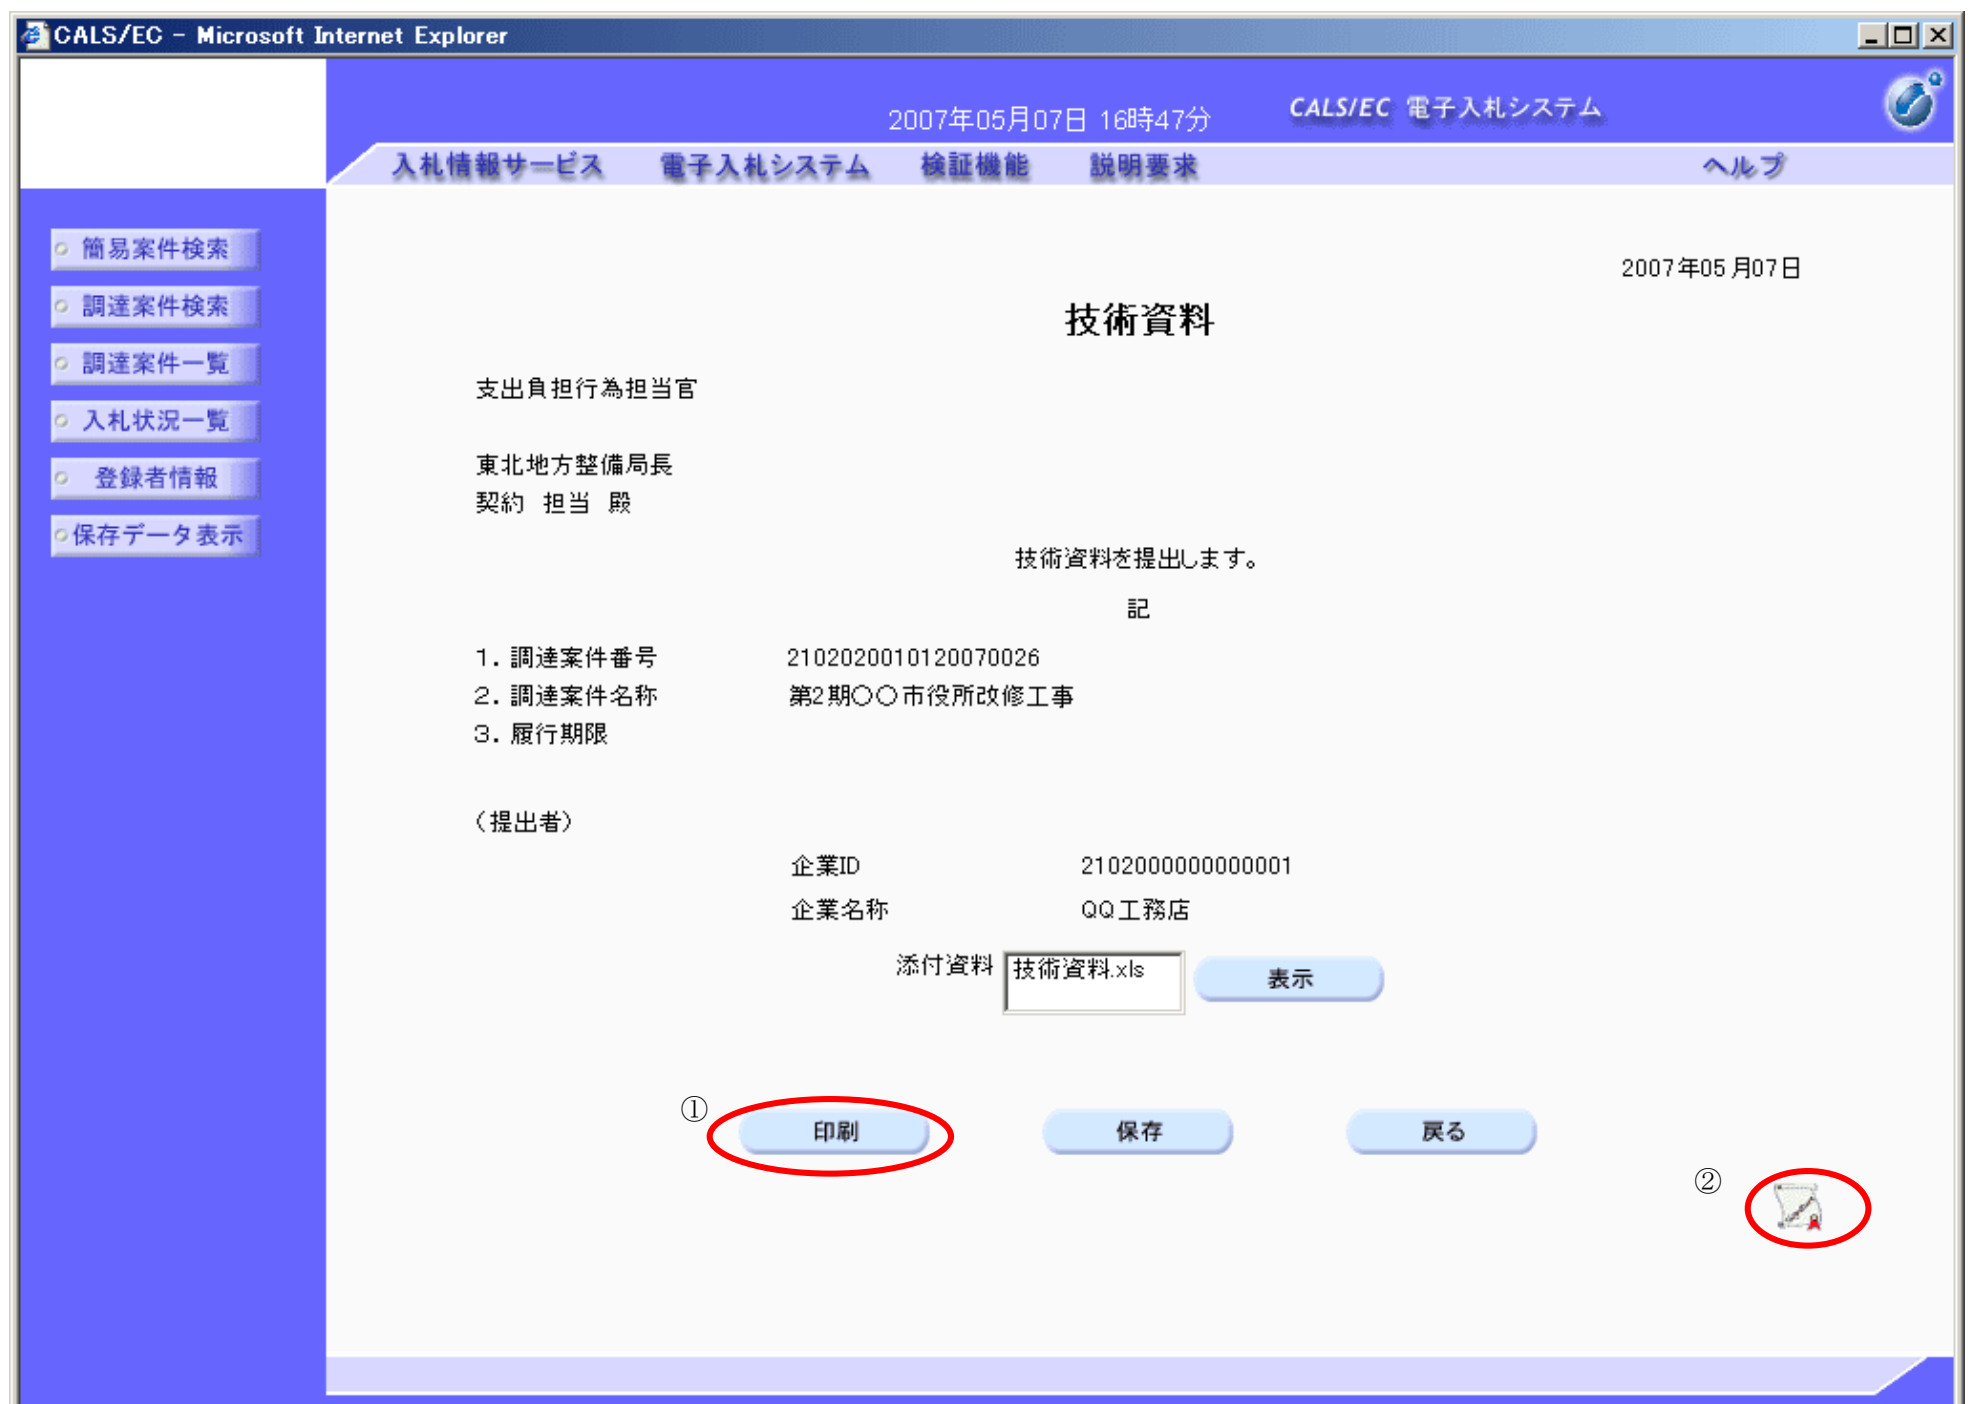 CALS/EC - Microsoft Internet Explorer
2007年05月07日 16時47分
CALS/EC 電子入札システム
入札情報サービス 電子入札システム 検証機能 説明要求 ヘルプ
簡易案件検索
調達案件検索
調達案件一覧
入札状況一覧
登録者情報
保存データ表示
2007年05月07日
技術資料
支出負担行為担当官
東北地方整備局長
契約 担当 殿
技術資料を提出します。
記
1. 調達案件番号 2102020010120070026
2. 調達案件名称 第2期〇〇市役所改修工事
3. 履行期限
（提出者）
企業ID 2102000000000001
企業名称 QQ工務店
添付資料 技術資料.xls 表示
① 印刷 保存 戻る
②